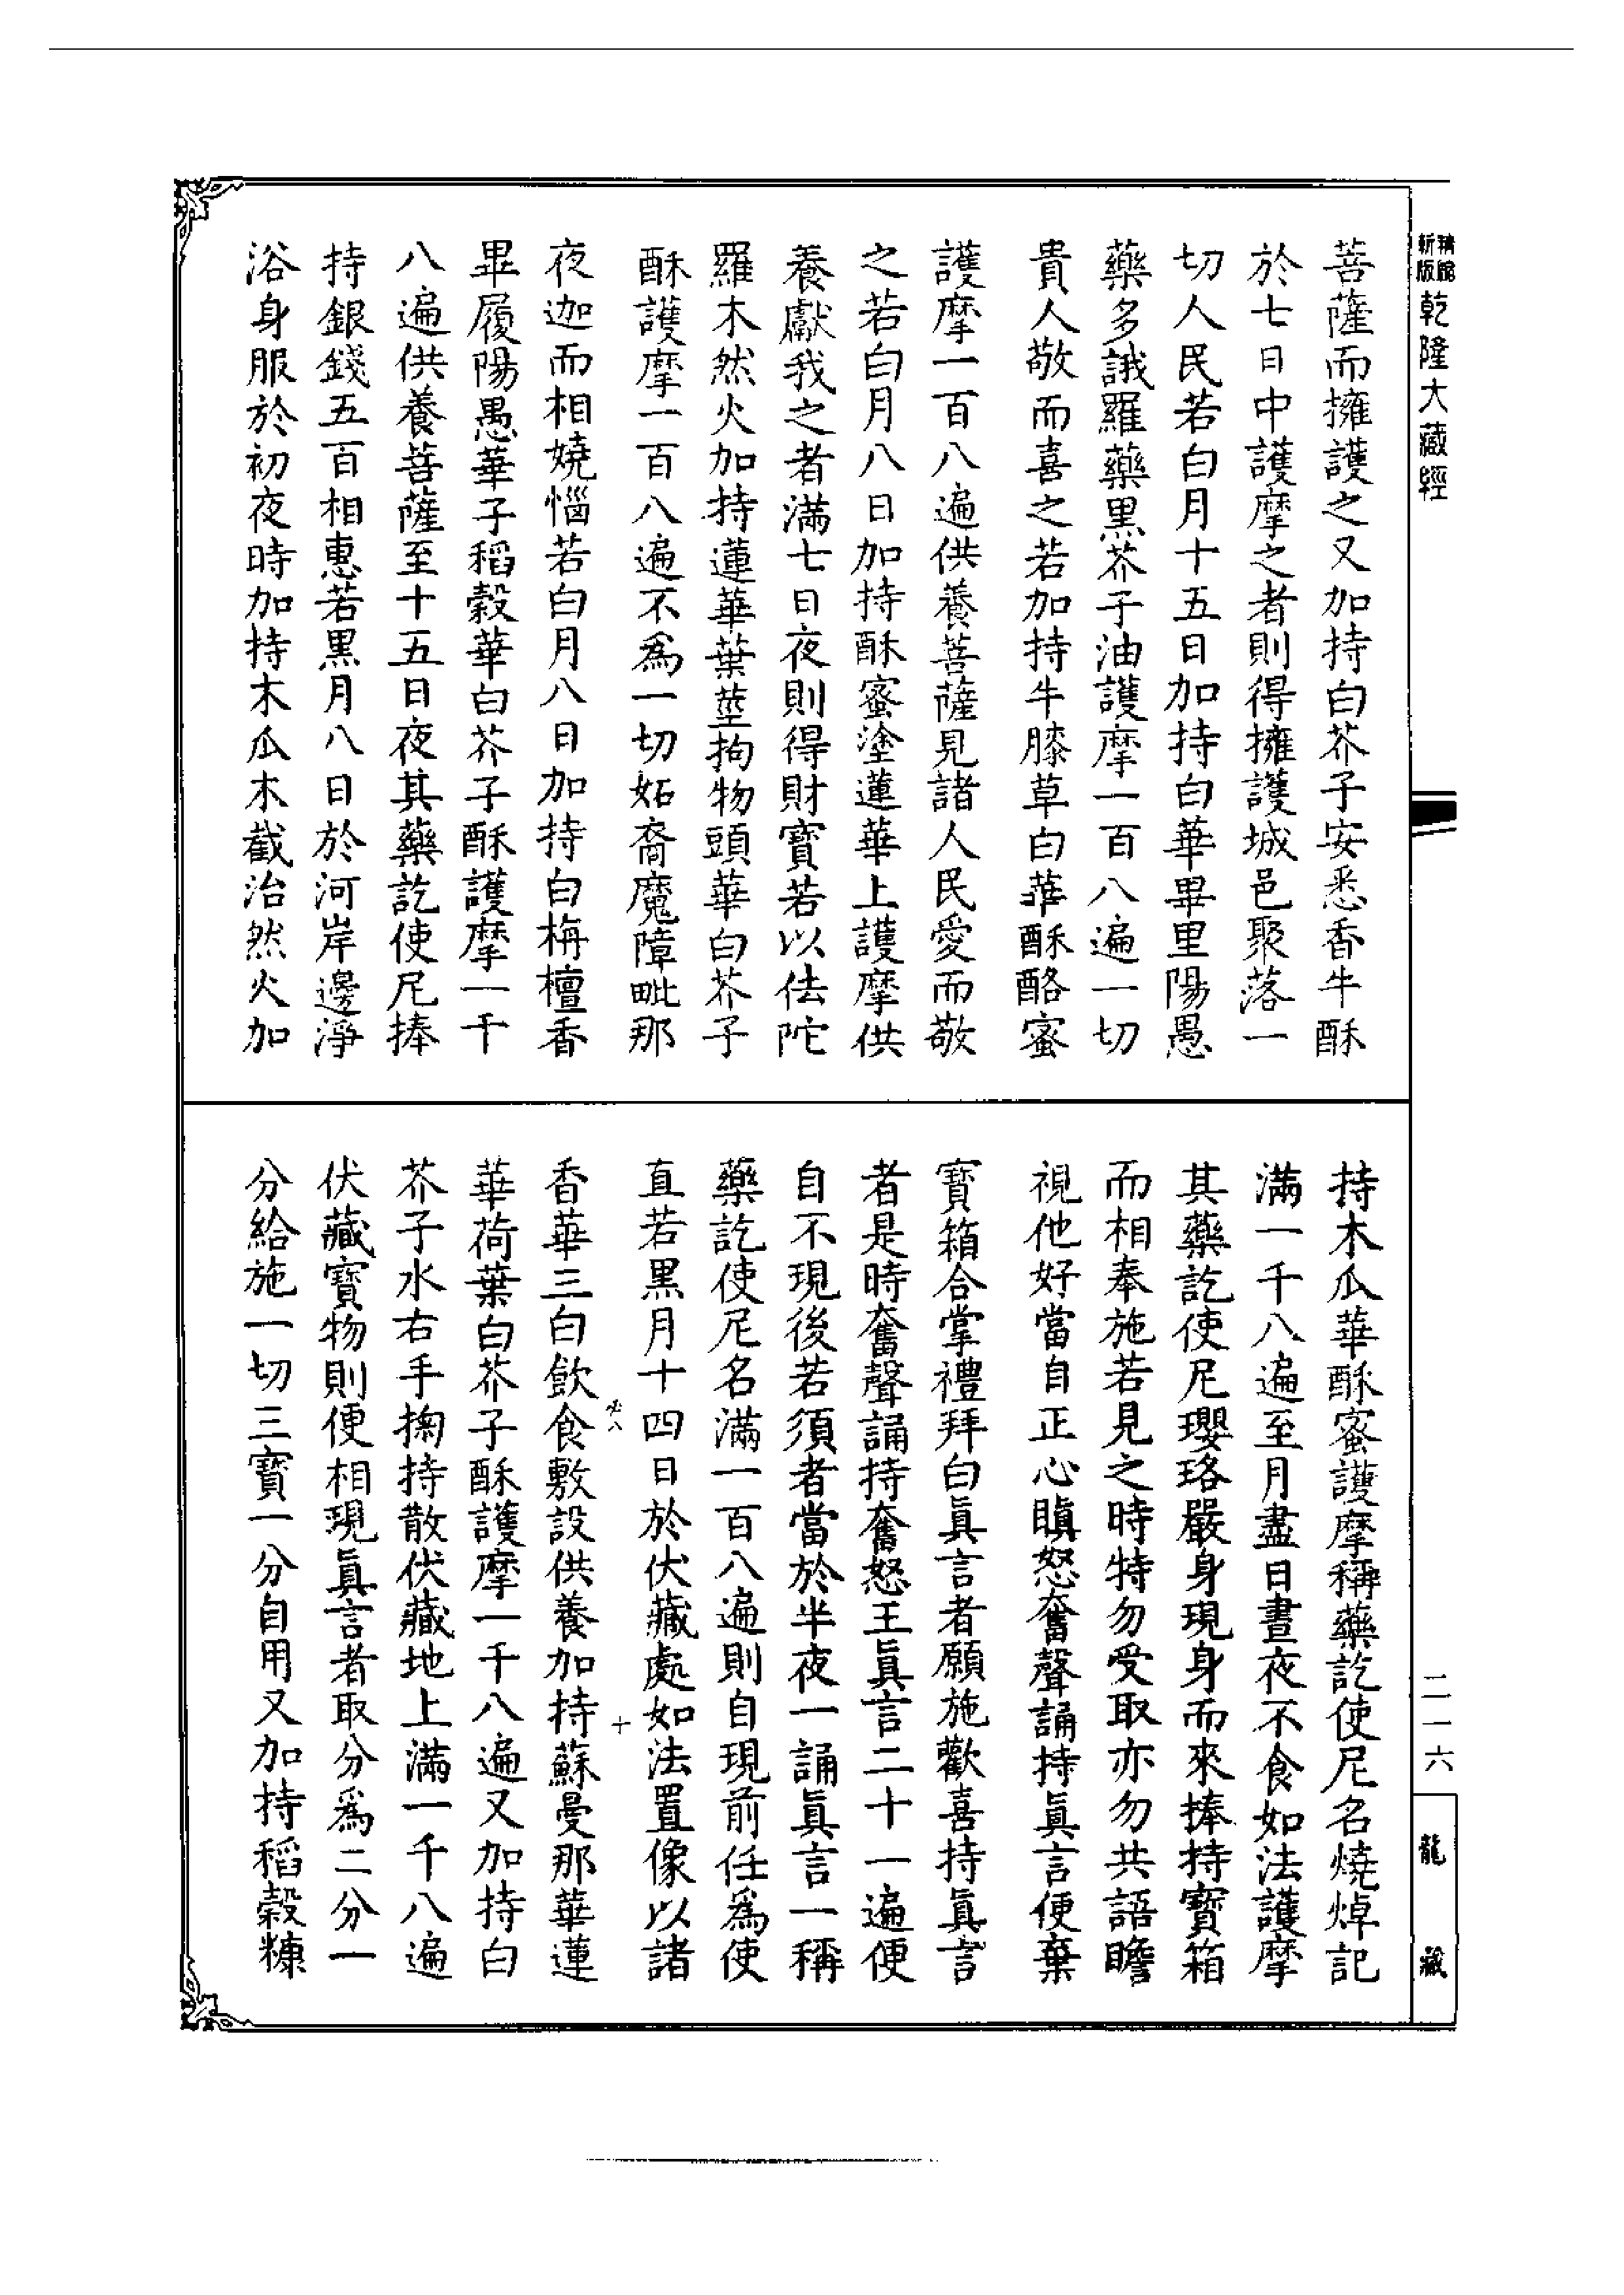 精縮新版
乾隆大藏經
菩薩而擁護之又加持白芥子安悉香牛酥
於七日中護摩之者則得擁護城邑聚落一
切人民若白月十五日加持白華畢里陽愚
藥多誐羅藥黑芥子油護摩一百八遍一切
貴人敬而喜之若加持牛膝草白華酥酪蜜
護摩一百八遍供養菩薩見諸人民愛而敬
之若白月八日加持酥蜜塗蓮華上護摩供
養獻我之者滿七日夜則得財寶若以佉陀
羅木然火加持蓮華葉莖拘物頭華白芥子
酥護摩一百八遍不為一切妬裔魔障毗那
夜迦而相嬈惱若白月八日加持白栴檀香
畢履陽愚華子稻穀華白芥子酥護摩一千
八遍供養菩薩至十五日夜其藥訖使尼捧
持銀錢五百相惠若黑月八日於河岸邊淨
浴身服於初夜時加持木瓜木截治然火加
持木瓜華酥蜜護摩稱藥訖使尼名燒焯記
滿一千八遍至月盡日晝夜不食如法護摩
其藥訖使尼瓔珞嚴身現身而來捧持寶箱
而相奉施若見之時特勿受取亦勿共語瞻
視他好當自正心瞋怒奮聲誦持真言便棄
寶箱合掌禮拜白真言者願施歡喜持真言
者是時奮聲誦持奮怒王真言二十一遍便
自不現後若須者當於半夜一誦真言一稱
藥訖使尼名滿一百八遍則自現前任為使
直若黑月十四日於伏藏處如法置像以諸
香華三白飲食敷設供養加持蘇曼那華蓮
華荷葉白芥子酥護摩一千八遍又加持白
芥子水右手掬持散伏藏地上滿一千八遍
伏藏寶物則便相現真言者取分為二分一
分給施一切三寶一分自用又加持稻穀糠
二一六
龍藏